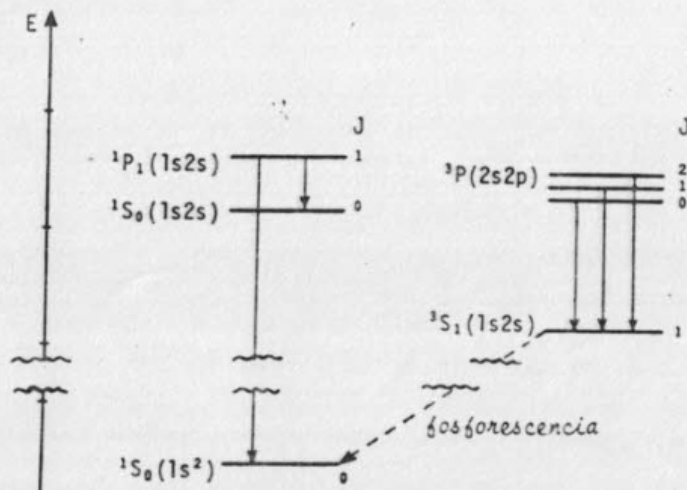 E
J
J
¹P₁(1s2s) 1
³P(2s2p) 2
1
0
¹S₀(1s2s) 0
³S₁(1s2s) 1
fosforescencia
¹S₀(1s²) 0